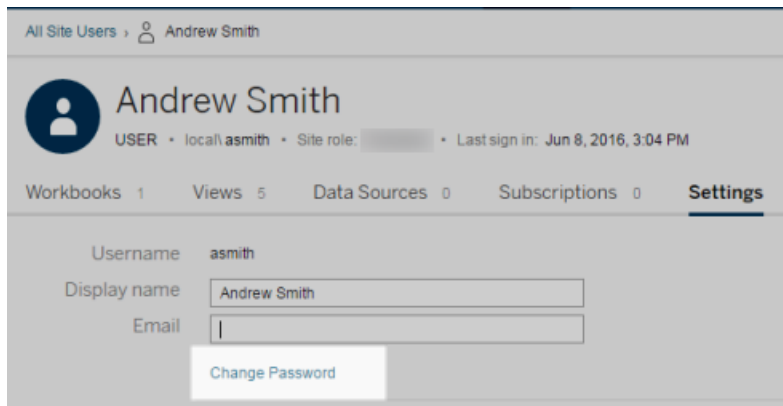 All Site Users › Andrew Smith
Andrew Smith
USER • local\asmith • Site role: • Last sign in: Jun 8, 2016, 3:04 PM
Workbooks 1 Views 5 Data Sources 0 Subscriptions 0 Settings
Username asmith
Display name Andrew Smith
Email
Change Password